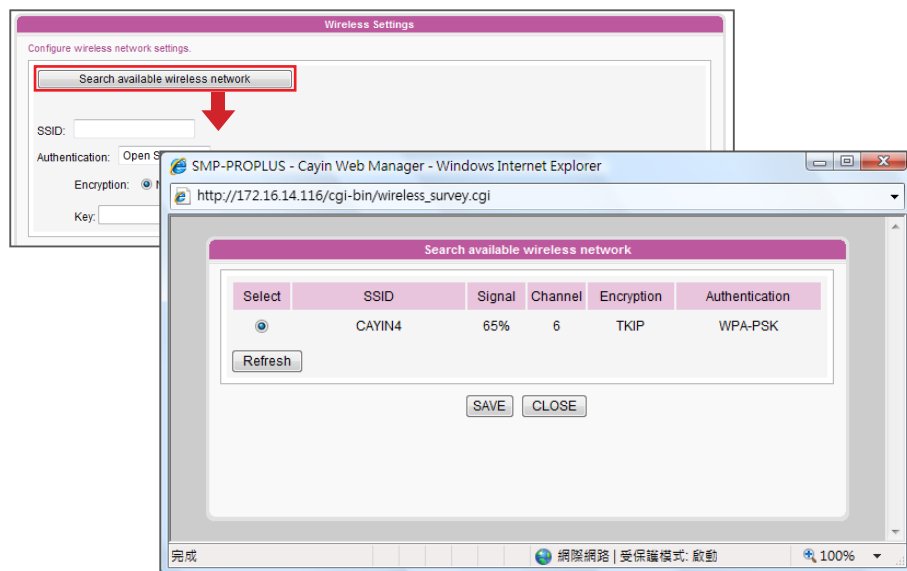 Wireless Settings
Configure wireless network settings.
Search available wireless network
SSID:
Authentication: Open S
Encryption:
Key:
SMP-PROPLUS - Cayin Web Manager - Windows Internet Explorer
http://172.16.14.116/cgi-bin/wireless_survey.cgi
Search available wireless network
Select SSID Signal Channel Encryption Authentication
CAYIN4 65% 6 TKIP WPA-PSK
Refresh
SAVE CLOSE
完成 網際網路 | 受保護模式: 啟動 100%